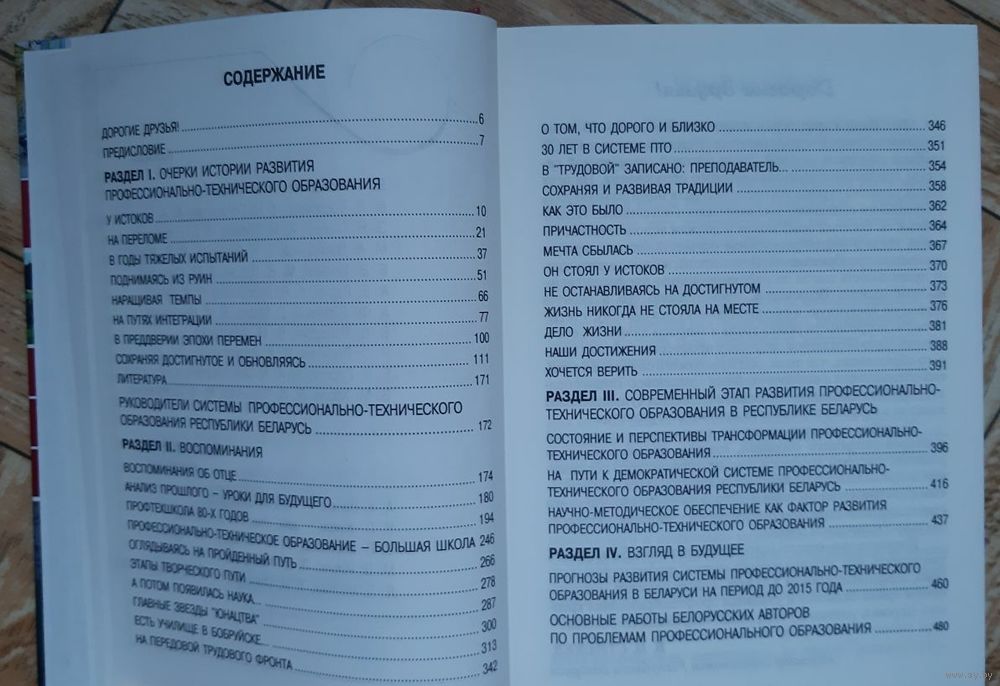 СОДЕРЖАНИЕ
ДОРОГИЕ ДРУЗЬЯ! 6
ПРЕДИСЛОВИЕ 7
РАЗДЕЛ I. ОЧЕРКИ ИСТОРИИ РАЗВИТИЯ
ПРОФЕССИОНАЛЬНО-ТЕХНИЧЕСКОГО ОБРАЗОВАНИЯ
У ИСТОКОВ 10
НА ПЕРЕЛОМЕ 21
В ГОДЫ ТЯЖЕЛЫХ ИСПЫТАНИЙ 37
ПОДНИМАЯСЬ ИЗ РУИН 51
НАРАЩИВАЯ ТЕМПЫ 66
НА ПУТЯХ ИНТЕГРАЦИИ 77
В ПРЕДДВЕРИИ ЭПОХИ ПЕРЕМЕН 100
СОХРАНЯЯ ДОСТИГНУТОЕ И ОБНОВЛЯЯСЬ 111
ЛИТЕРАТУРА 171
РУКОВОДИТЕЛИ СИСТЕМЫ ПРОФЕССИОНАЛЬНО-ТЕХНИЧЕСКОГО
ОБРАЗОВАНИЯ РЕСПУБЛИКИ БЕЛАРУСЬ 172
РАЗДЕЛ II. ВОСПОМИНАНИЯ
ВОСПОМИНАНИЯ ОБ ОТЦЕ 174
АНАЛИЗ ПРОШЛОГО – УРОКИ ДЛЯ БУДУЩЕГО 180
ПРОФТЕХШКОЛА 80-Х ГОДОВ 194
ПРОФЕССИОНАЛЬНО-ТЕХНИЧЕСКОЕ ОБРАЗОВАНИЕ – БОЛЬШАЯ ШКОЛА 246
ОГЛЯДЫВАЯСЬ НА ПРОЙДЕННЫЙ ПУТЬ 266
ЭТАПЫ ТВОРЧЕСКОГО ПУТИ 278
А ПОТОМ ПОЯВИЛАСЬ НАУКА... 287
ГЛАВНЫЕ ЗВЕЗДЫ "ЮНАЦТВА" 300
ЕСТЬ УЧИЛИЩЕ В БОБРУЙСКЕ... 313
НА ПЕРЕДОВОЙ ТРУДОВОГО ФРОНТА 342
О ТОМ, ЧТО ДОРОГО И БЛИЗКО 346
30 ЛЕТ В СИСТЕМЕ ПТО 351
В "ТРУДОВОЙ" ЗАПИСАНО: ПРЕПОДАВАТЕЛЬ... 354
СОХРАНЯЯ И РАЗВИВАЯ ТРАДИЦИИ 358
КАК ЭТО БЫЛО 362
ПРИЧАСТНОСТЬ 364
МЕЧТА СБЫЛАСЬ 367
ОН СТОЯЛ У ИСТОКОВ 370
НЕ ОСТАНАВЛИВАЯСЬ НА ДОСТИГНУТОМ 373
ЖИЗНЬ НИКОГДА НЕ СТОЯЛА НА МЕСТЕ 376
ДЕЛО ЖИЗНИ 381
НАШИ ДОСТИЖЕНИЯ 388
ХОЧЕТСЯ ВЕРИТЬ 391
РАЗДЕЛ III. СОВРЕМЕННЫЙ ЭТАП РАЗВИТИЯ ПРОФЕССИОНАЛЬНО-
ТЕХНИЧЕСКОГО ОБРАЗОВАНИЯ В РЕСПУБЛИКЕ БЕЛАРУСЬ
СОСТОЯНИЕ И ПЕРСПЕКТИВЫ ТРАНСФОРМАЦИИ ПРОФЕССИОНАЛЬНО-
ТЕХНИЧЕСКОГО ОБРАЗОВАНИЯ 396
НА ПУТИ К ДЕМОКРАТИЧЕСКОЙ СИСТЕМЕ ПРОФЕССИОНАЛЬНО-
ТЕХНИЧЕСКОГО ОБРАЗОВАНИЯ РЕСПУБЛИКИ БЕЛАРУСЬ 416
НАУЧНО-МЕТОДИЧЕСКОЕ ОБЕСПЕЧЕНИЕ КАК ФАКТОР РАЗВИТИЯ
ПРОФЕССИОНАЛЬНО-ТЕХНИЧЕСКОГО ОБРАЗОВАНИЯ 437
РАЗДЕЛ IV. ВЗГЛЯД В БУДУЩЕЕ
ПРОГНОЗЫ РАЗВИТИЯ СИСТЕМЫ ПРОФЕССИОНАЛЬНО-ТЕХНИЧЕСКОГО
ОБРАЗОВАНИЯ В БЕЛАРУСИ НА ПЕРИОД ДО 2015 ГОДА 460
ОСНОВНЫЕ РАБОТЫ БЕЛОРУССКИХ АВТОРОВ
ПО ПРОБЛЕМАМ ПРОФЕССИОНАЛЬНОГО ОБРАЗОВАНИЯ 480
www.ay.by